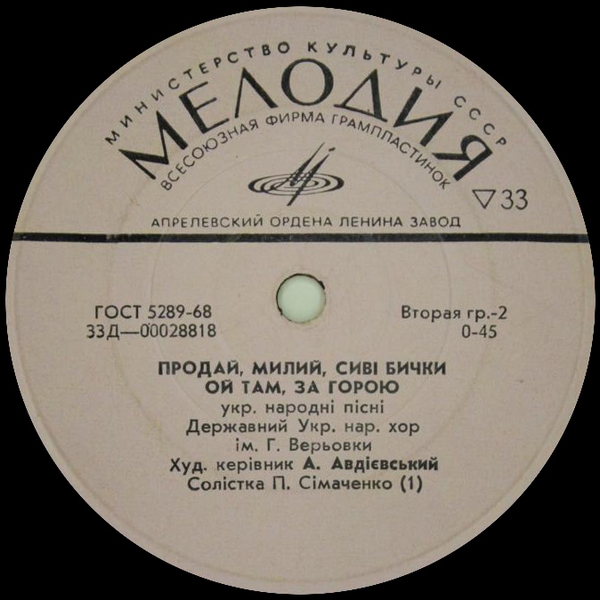 МИНИСТЕРСТВО КУЛЬТУРЫ СССР
МЕЛОДИЯ
ВСЕСОЮЗНАЯ ФИРМА ГРАМПЛАСТИНОК
▽33
АПРЕЛЕВСКИЙ ОРДЕНА ЛЕНИНА ЗАВОД
ГОСТ 5289-68
Вторая гр.-2
33Д—00028818
0-45
ПРОДАЙ, МИЛИЙ, СИВІ БИЧКИ
ОЙ ТАМ, ЗА ГОРОЮ
укр. народні пісні
Державний Укр. нар. хор
ім. Г. Верьовки
Худ. керівник А. Авдієвський
Солістка П. Сімаченко (1)